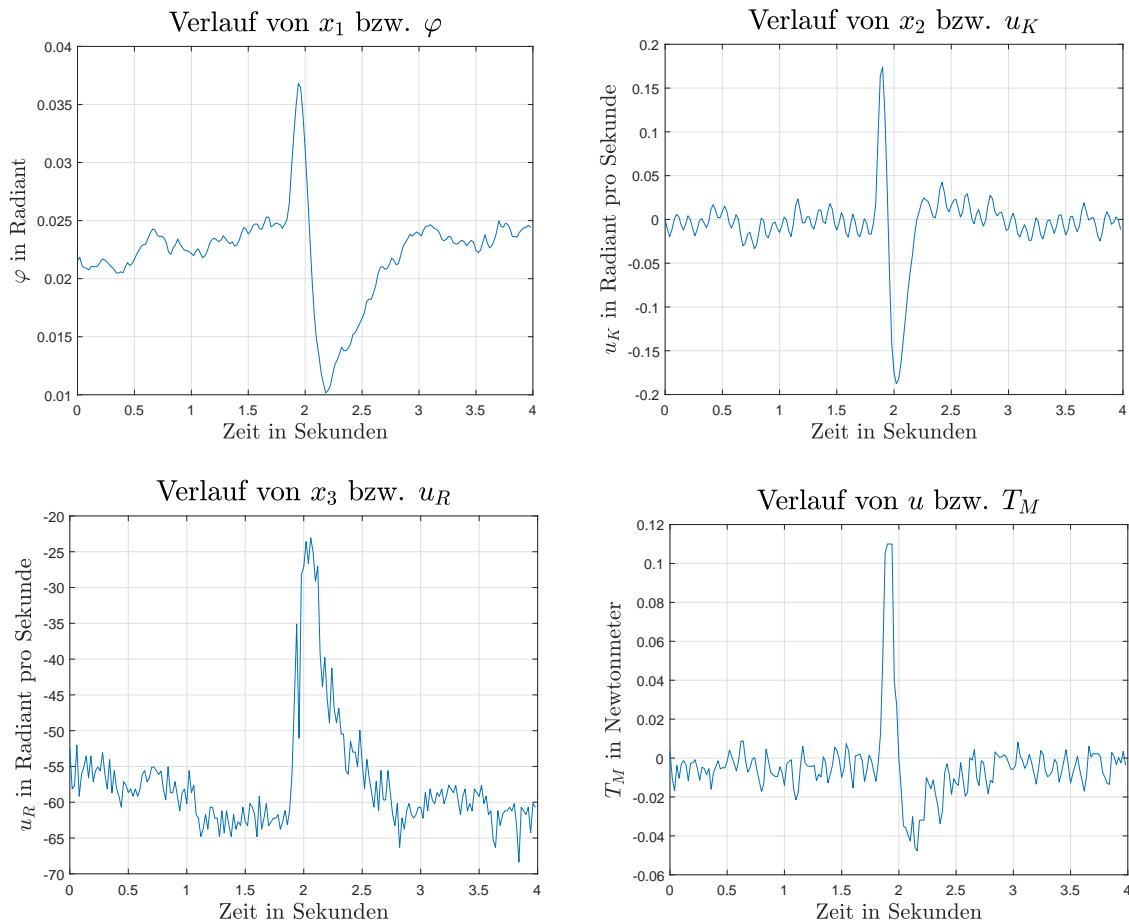 Verlauf von x₁ bzw. φ
0.04
0.035
0.03
0.025
0.02
0.015
0.01
φ in Radiant
0 0.5 1 1.5 2 2.5 3 3.5 4
Zeit in Sekunden
Verlauf von x₂ bzw. u_K
0.2
0.15
0.1
0.05
0
-0.05
-0.1
-0.15
-0.2
u_K in Radiant pro Sekunde
0 0.5 1 1.5 2 2.5 3 3.5 4
Zeit in Sekunden
Verlauf von x₃ bzw. u_R
-20
-25
-30
-35
-40
-45
-50
-55
-60
-65
-70
u_R in Radiant pro Sekunde
0 0.5 1 1.5 2 2.5 3 3.5 4
Zeit in Sekunden
Verlauf von u bzw. T_M
0.12
0.1
0.08
0.06
0.04
0.02
0
-0.02
-0.04
-0.06
T_M in Newtonmeter
0 0.5 1 1.5 2 2.5 3 3.5 4
Zeit in Sekunden